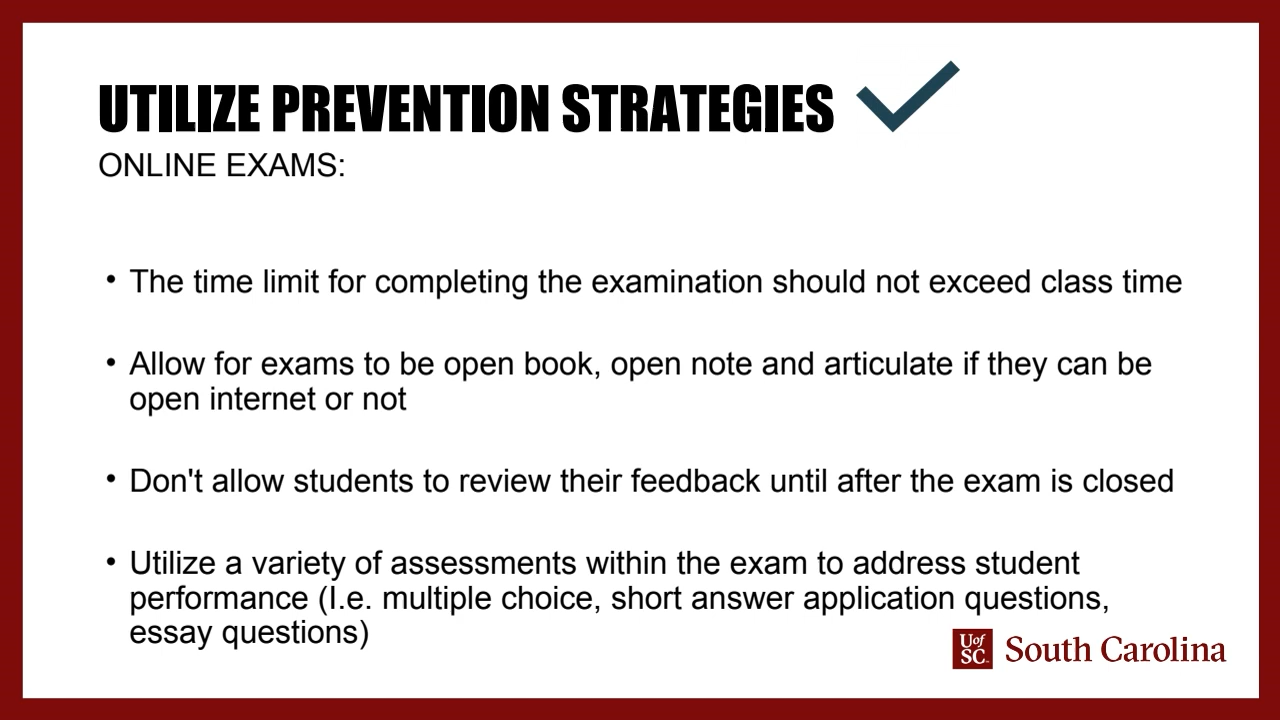 UTILIZE PREVENTION STRATEGIES
ONLINE EXAMS:
• The time limit for completing the examination should not exceed class time
• Allow for exams to be open book, open note and articulate if they can be
open internet or not
• Don't allow students to review their feedback until after the exam is closed
• Utilize a variety of assessments within the exam to address student
performance (I.e. multiple choice, short answer application questions,
essay questions)
Uof
SC
South Carolina